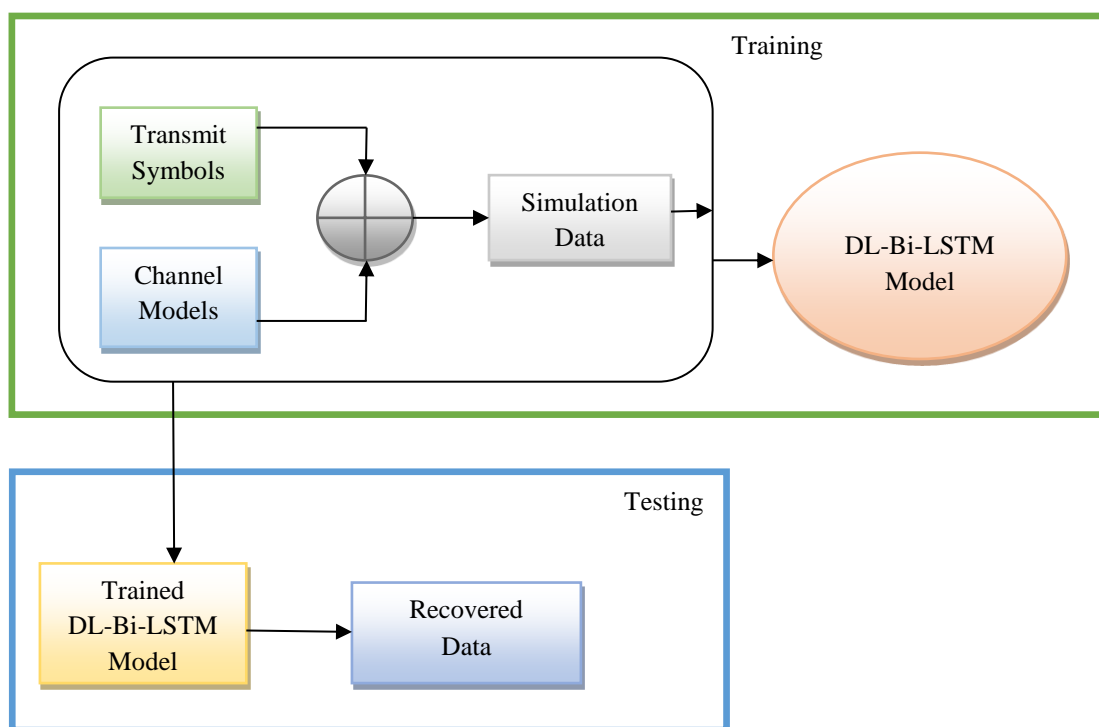 Training
Transmit
Symbols
Channel
Models
Simulation
Data
DL-Bi-LSTM
Model
Testing
Trained
DL-Bi-LSTM
Model
Recovered
Data